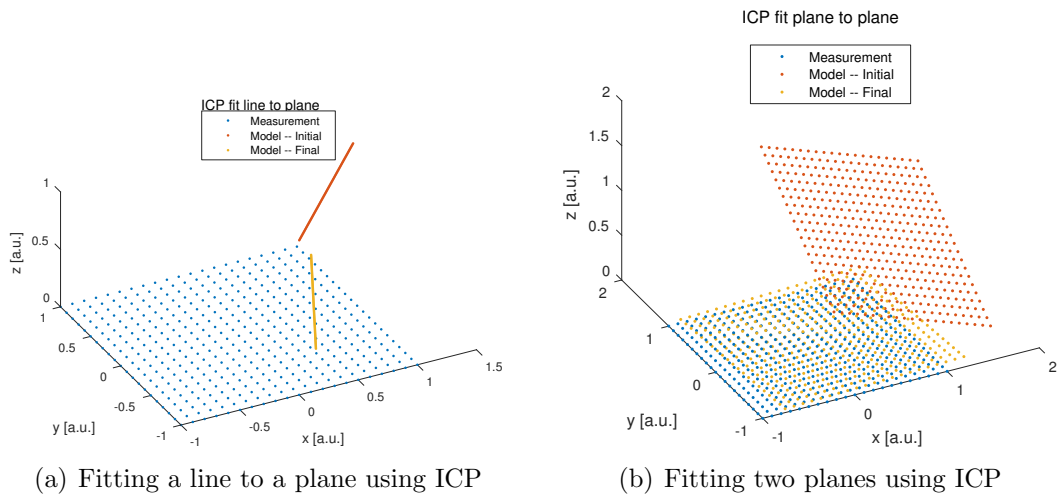 ICP fit line to plane
Measurement
Model -- Initial
Model -- Final
1
0.5
0
z [a.u.]
1
0.5
0
-0.5
-1
y [a.u.]
-1
-0.5
0
0.5
1
1.5
x [a.u.]
(a) Fitting a line to a plane using ICP
ICP fit plane to plane
Measurement
Model -- Initial
Model -- Final
2
1.5
1
0.5
0
z [a.u.]
2
1
0
-1
y [a.u.]
-1
0
1
2
x [a.u.]
(b) Fitting two planes using ICP